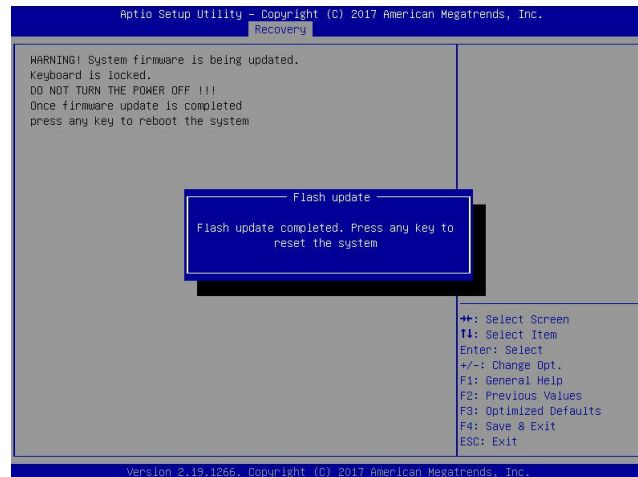 Aptio Setup Utility – Copyright (C) 2017 American Megatrends, Inc.
Recovery
WARNING! System firmware is being updated.
Keyboard is locked.
DO NOT TURN THE POWER OFF !!!
Once firmware update is completed
press any key to reboot the system
Flash update
Flash update completed. Press any key to
reset the system
→←: Select Screen
↑↓: Select Item
Enter: Select
+/-: Change Opt.
F1: General Help
F2: Previous Values
F3: Optimized Defaults
F4: Save & Exit
ESC: Exit
Version 2.19.1266. Copyright (C) 2017 American Megatrends, Inc.